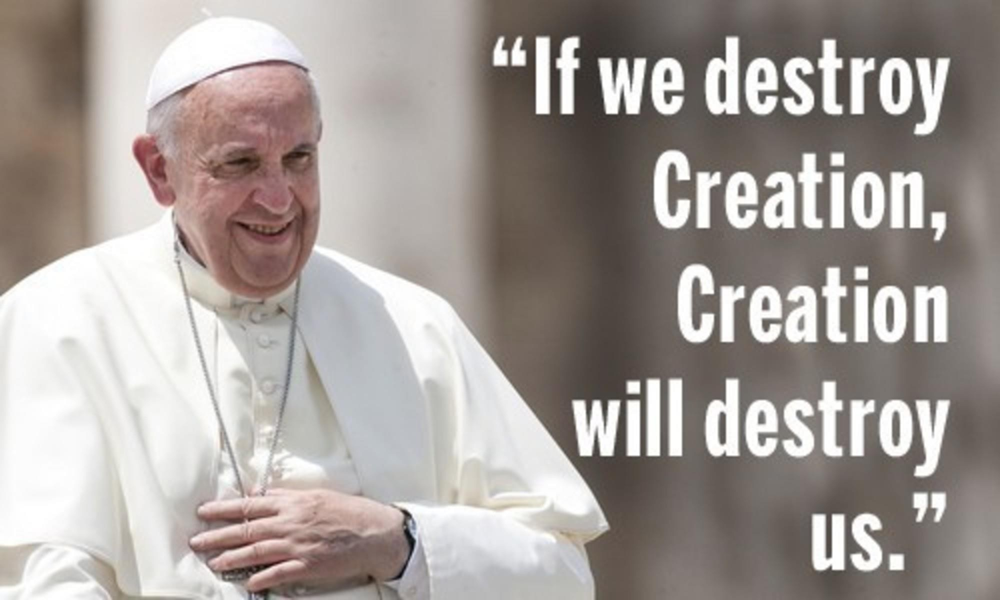 “If we destroy
Creation,
Creation
will destroy
us.”